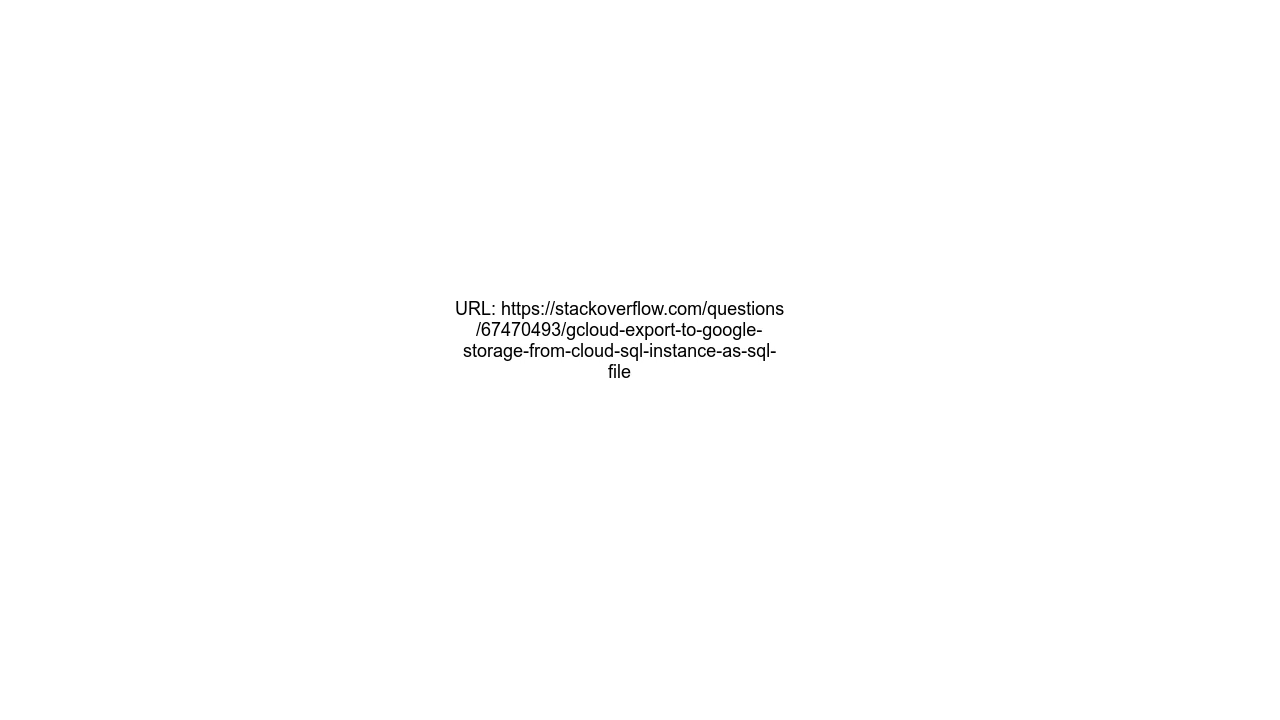 URL: https://stackoverflow.com/questions
/67470493/gcloud-export-to-google-
storage-from-cloud-sql-instance-as-sql-
file